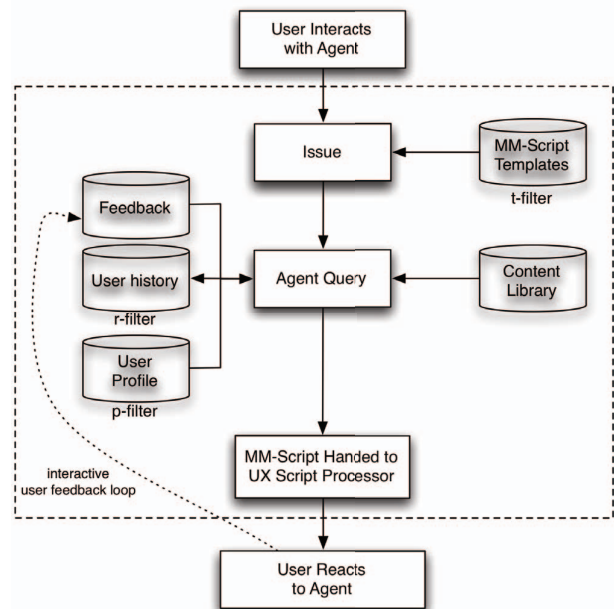 User Interacts
with Agent
Issue
MM-Script
Templates
t-filter
Feedback
User history
r-filter
Agent Query
Content
Library
User
Profile
p-filter
MM-Script Handed to
UX Script Processor
interactive
user feedback loop
User Reacts
to Agent